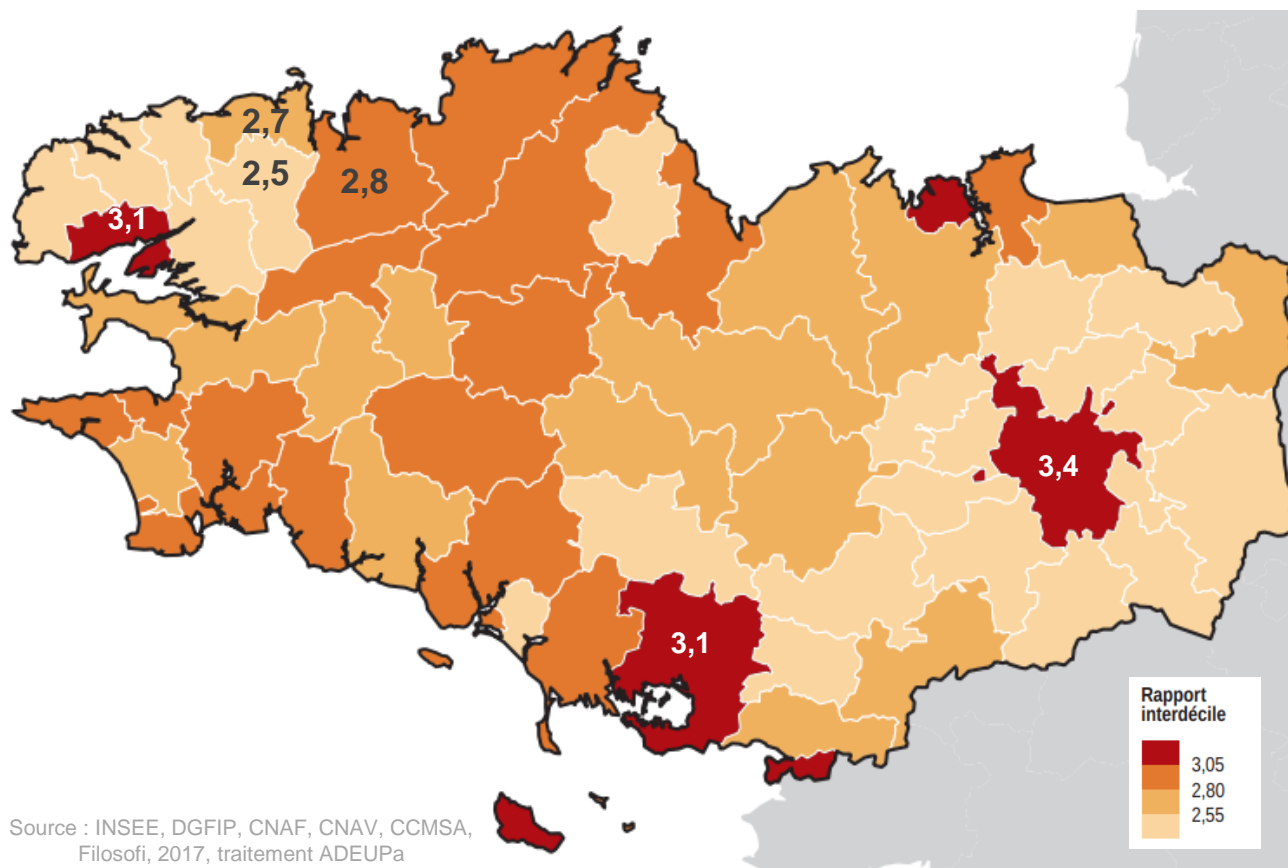 2,7
2,5
2,8
3,1
3,4
3,1
Rapport
interdécile
3,05
2,80
2,55
Source : INSEE, DGFIP, CNAF, CNAV, CCMSA,
Filosofi, 2017, traitement ADEUPa